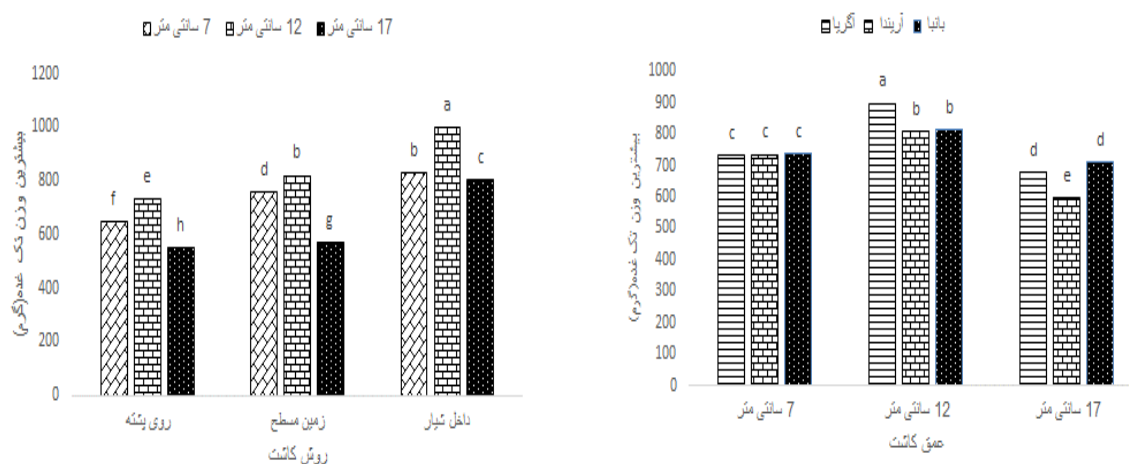 7 سانتی متر 12 سانتی متر 17 سانتی متر
بیشترین وزن تک غده(گرم)
1200
1000
800
600
400
200
0
f e h d b g b a c
روی پشته زمین مسطح داخل شیار
روش کاشت
آگریا آریندا بانبا
بیشترین وزن تک غده(گرم)
1000
900
800
700
600
500
400
300
200
100
0
c c c a b b d e d
7 سانتی متر 12 سانتی متر 17 سانتی متر
عمق کاشت